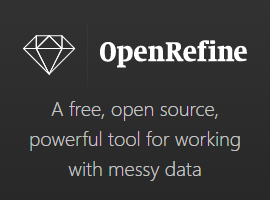 OpenRefine
A free, open source,
powerful tool for working
with messy data